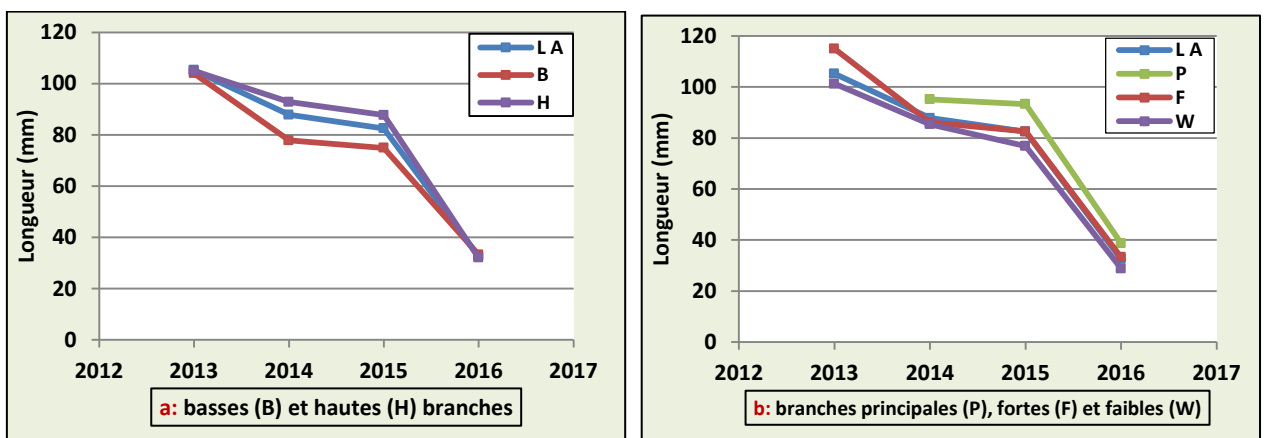 120
100
80
60
40
20
0
Longueur (mm)
2012 2013 2014 2015 2016 2017
L A
B
H
a: basses (B) et hautes (H) branches
120
100
80
60
40
20
0
Longueur (mm)
2012 2013 2014 2015 2016 2017
L A
P
F
W
b: branches principales (P), fortes (F) et faibles (W)